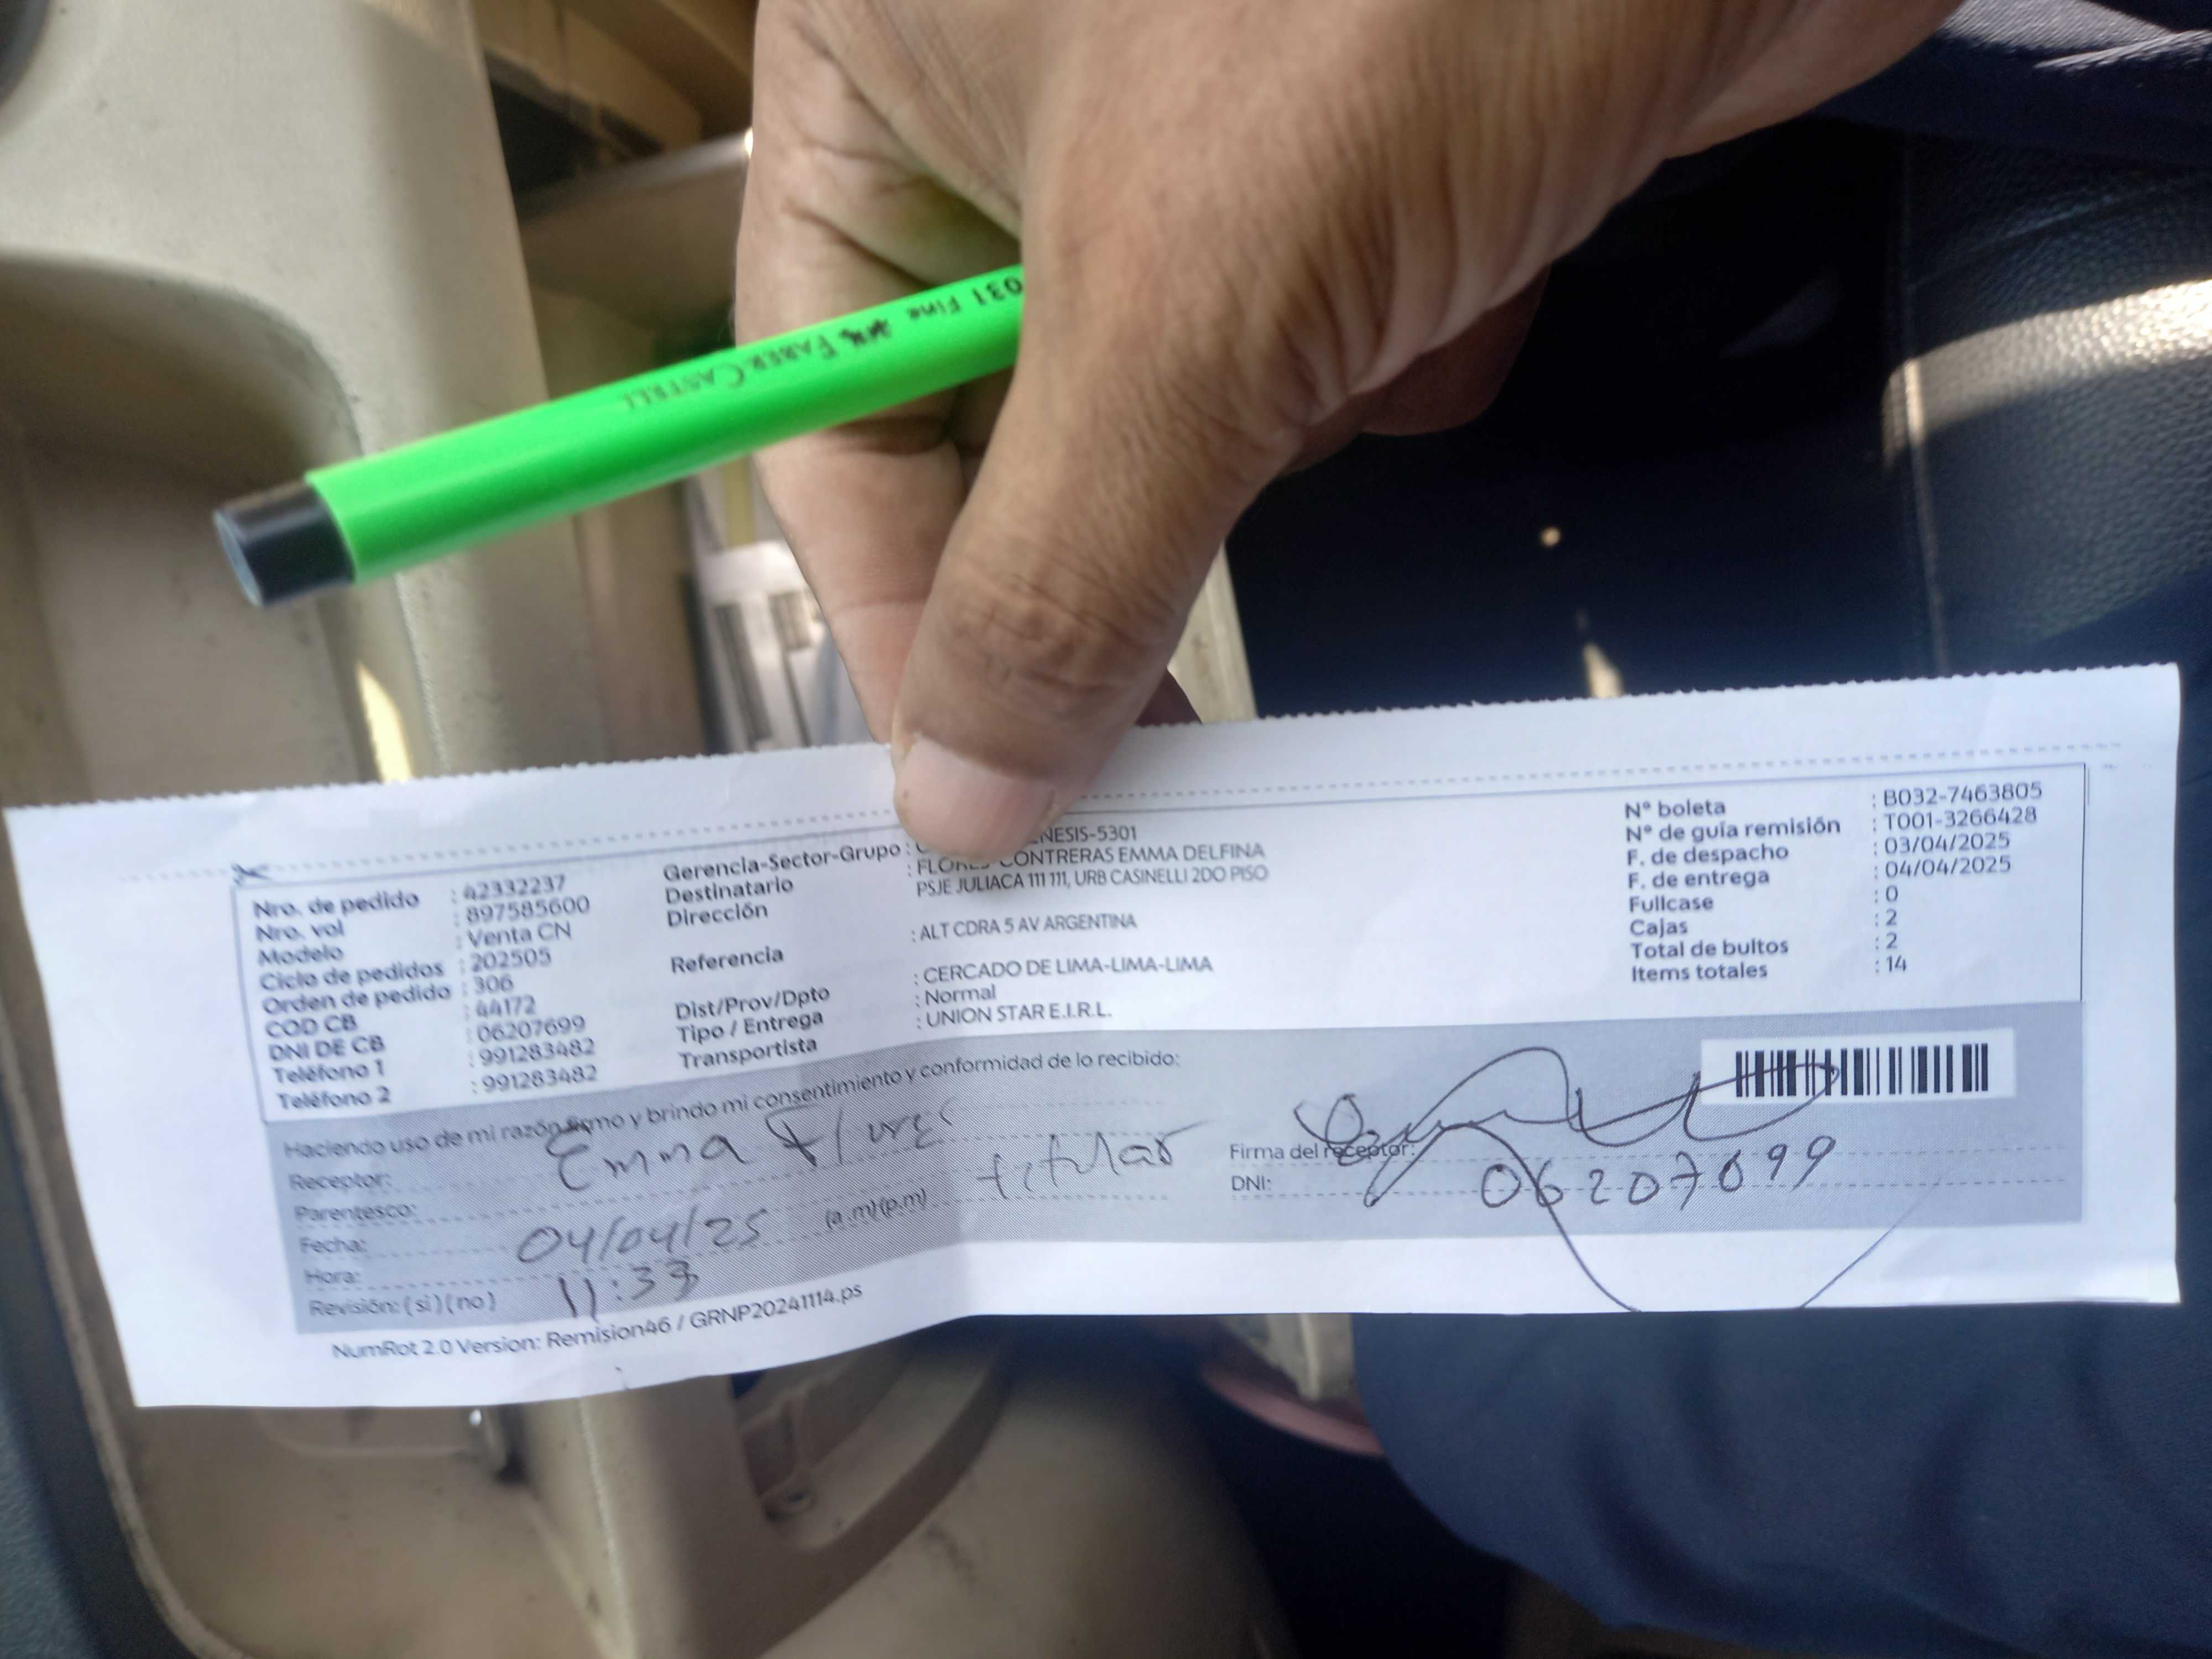 031 Fine FABER CASTELL
Nro. de pedido : 42332237
Nro. vol : 897585600
Modelo : Venta CN
Ciclo de pedidos : 202505
Orden de pedido : 306
COD CB : 44172
DNI DE CB : 06207699
Teléfono 1 : 991283482
Teléfono 2 : 991283482
Gerencia-Sector-Grupo : NESIS-5301
Destinatario : FLORES CONTRERAS EMMA DELFINA
Dirección PSJE JULIACA 111 111, URB CASINELLI 2DO PISO
Referencia : ALT CDRA 5 AV ARGENTINA
Dist/Prov/Dpto : CERCADO DE LIMA-LIMA-LIMA
Tipo / Entrega : Normal
Transportista : UNION STAR E.I.R.L.
N° boleta : B032-7463805
N° de guía remisión : T001-3266428
F. de despacho : 03/04/2025
F. de entrega : 04/04/2025
Fullcase : 0
Cajas : 2
Total de bultos : 2
Items totales : 14
Haciendo uso de mi razón firmo y brindo mi consentimiento y conformidad de lo recibido:
Receptor: Emma Flores
Parentesco: titular
Fecha: 04/04/25
Hora: 11:33 (a.m)(p.m)
Revisión: (si) (no)
Firma del receptor:
DNI: 06207699
NumRot 2.0 Version: Remision46 / GRNP20241114.ps